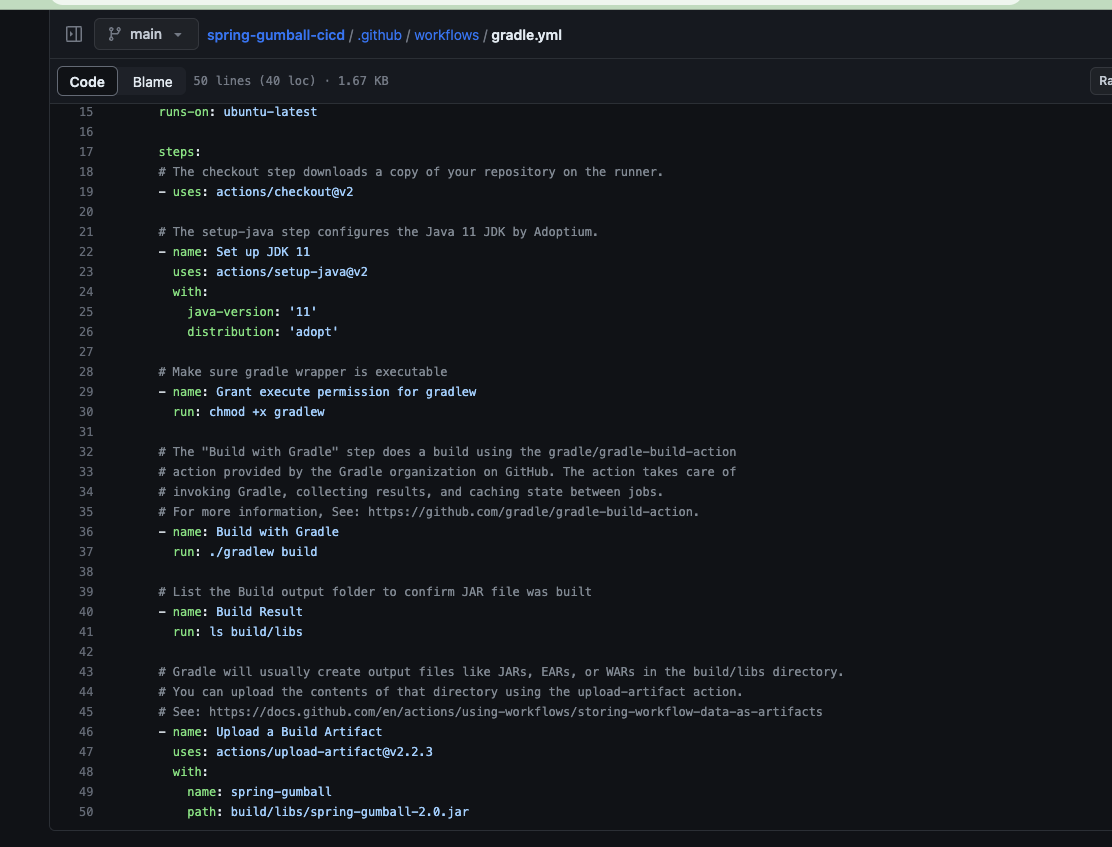 main
spring-gumball-cicd / .github / workflows / gradle.yml
Code Blame 50 lines (40 loc) · 1.67 KB
15 runs-on: ubuntu-latest
16
17 steps:
18 # The checkout step downloads a copy of your repository on the runner.
19 - uses: actions/checkout@v2
20
21 # The setup-java step configures the Java 11 JDK by Adoptium.
22 - name: Set up JDK 11
23 uses: actions/setup-java@v2
24 with:
25 java-version: '11'
26 distribution: 'adopt'
27
28 # Make sure gradle wrapper is executable
29 - name: Grant execute permission for gradlew
30 run: chmod +x gradlew
31
32 # The "Build with Gradle" step does a build using the gradle/gradle-build-action
33 # action provided by the Gradle organization on GitHub. The action takes care of
34 # invoking Gradle, collecting results, and caching state between jobs.
35 # For more information, See: https://github.com/gradle/gradle-build-action.
36 - name: Build with Gradle
37 run: ./gradlew build
38
39 # List the Build output folder to confirm JAR file was built
40 - name: Build Result
41 run: ls build/libs
42
43 # Gradle will usually create output files like JARs, EARs, or WARs in the build/libs directory.
44 # You can upload the contents of that directory using the upload-artifact action.
45 # See: https://docs.github.com/en/actions/using-workflows/storing-workflow-data-as-artifacts
46 - name: Upload a Build Artifact
47 uses: actions/upload-artifact@v2.2.3
48 with:
49 name: spring-gumball
50 path: build/libs/spring-gumball-2.0.jar